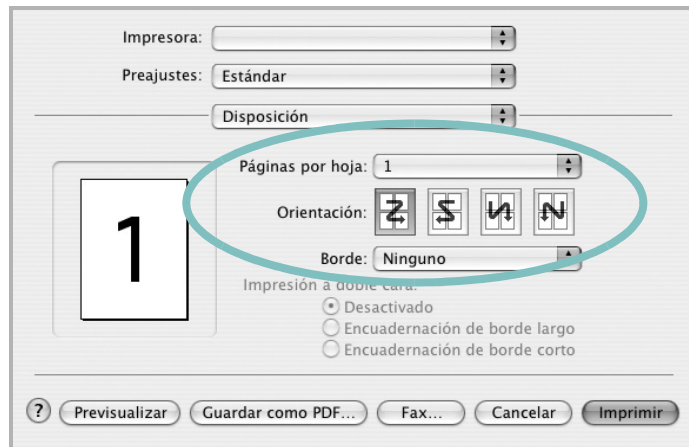 Impresora:
Preajustes: Estándar
Disposición
Páginas por hoja: 1
1
Orientación:
Borde: Ninguno
Impresión a doble cara:
Desactivado
Encuadernación de borde largo
Encuadernación de borde corto
? Previsualizar Guardar como PDF... Fax... Cancelar Imprimir